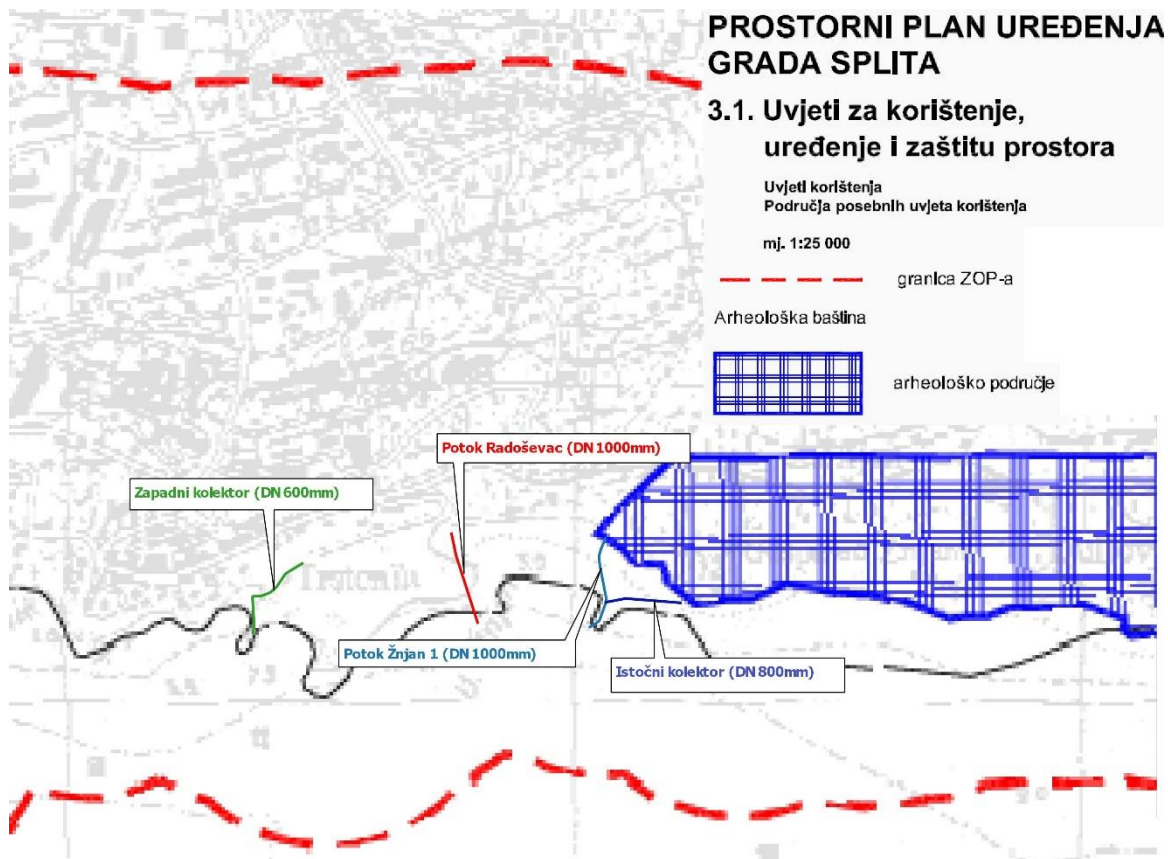 PROSTORNI PLAN UREĐENJA
GRADA SPLITA
3.1. Uvjeti za korištenje,
uređenje i zaštitu prostora
Uvjeti korištenja
Područja posebnih uvjeta korištenja
mj. 1:25 000
granica ZOP-a
Arheološka baština
arheološko područje
Potok Radoševac (DN 1000mm)
Zapadni kolektor (DN 600mm)
Potok Žnjan 1 (DN 1000mm)
Istočni kolektor (DN 800mm)